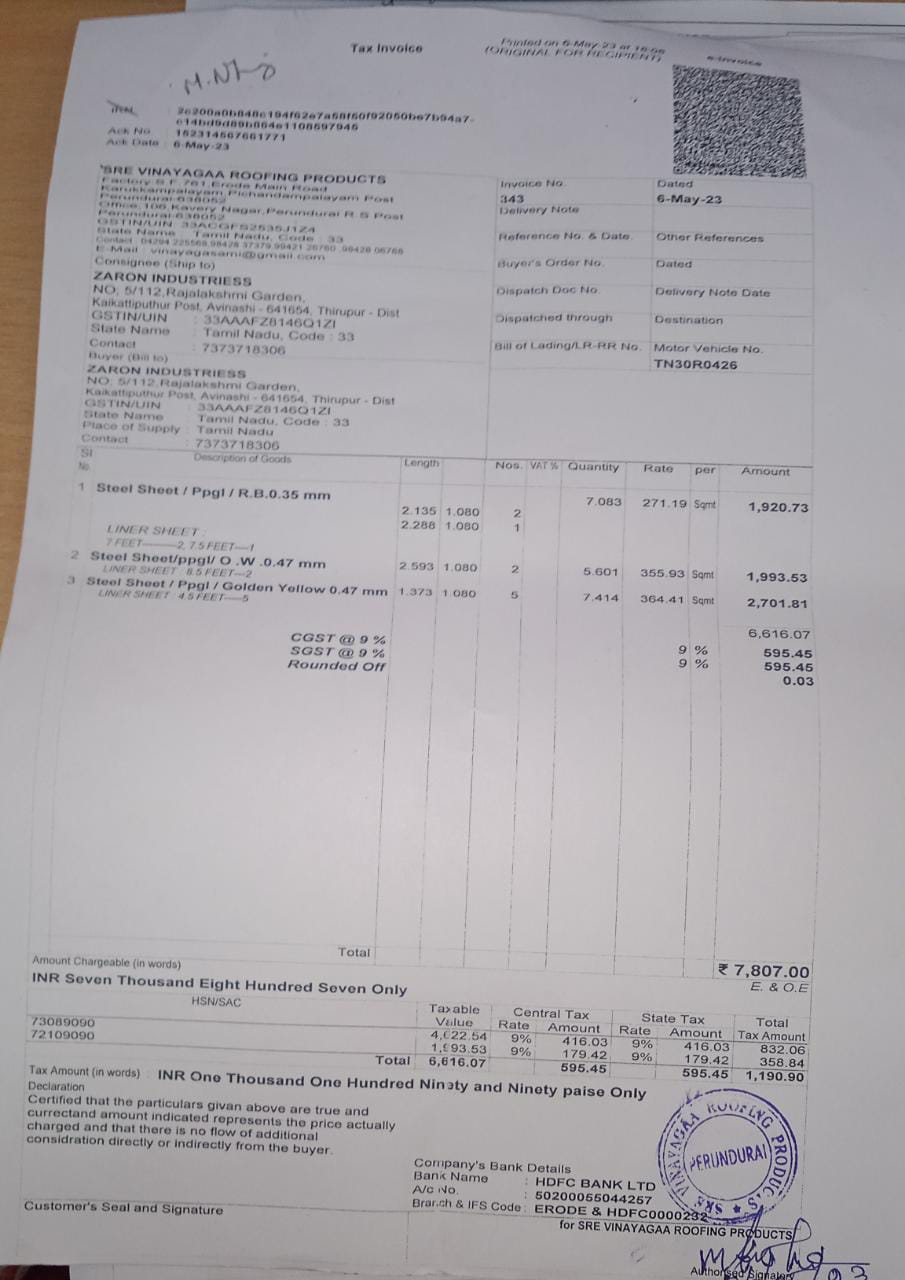 Tax Invoice
Printed on 6-May-23 at
(ORIGINAL FOR RECIPIENT)
e-Invoice
Ack No 152314567661771
Ack Date : 6-May-23
SRE VINAYAGAA ROOFING PRODUCTS
Factory S.F. 761, Erode Main Road
Karukkampalayam, Pichandampalayam Post
Perundurai-638052
Office: 106, Kavery Nagar, Perundurai R S Post
Perundurai-638052
GSTIN/UIN: 33ACGFS2535J1Z4
State Name : Tamil Nadu, Code : 33
E-Mail : vinayagasami@gmail.com
Consignee (Ship to)
ZARON INDUSTRIESS
NO; 5/112,Rajalakshmi Garden,
Kaikattiputhur Post, Avinashi - 641654, Thirupur - Dist
GSTIN/UIN : 33AAAFZ8146Q1ZI
State Name : Tamil Nadu, Code : 33
Contact : 7373718306
Buyer (Bill to)
ZARON INDUSTRIESS
NO; 5/112,Rajalakshmi Garden,
Kaikattiputhur Post, Avinashi - 641654, Thirupur - Dist
GSTIN/UIN : 33AAAFZ8146Q1ZI
State Name : Tamil Nadu, Code : 33
Place of Supply : Tamil Nadu
Contact : 7373718306
Invoice No. Dated
343 6-May-23
Delivery Note
Reference No. & Date. Other References
Buyer's Order No. Dated
Dispatch Doc No. Delivery Note Date
Dispatched through Destination
Bill of Lading/LR-RR No. Motor Vehicle No.
TN30R0426
Sl No. Description of Goods Length Nos. VAT % Quantity Rate per Amount
1 Steel Sheet / Ppgl / R.B.0.35 mm 7.083 271.19 Sqmt 1,920.73
2.135 1.080 2
2.288 1.080 1
LINER SHEET :
7 FEET-----2, 7.5 FEET---1
2 Steel Sheet/ppgl/ O .W .0.47 mm 2.593 1.080 2 5.601 355.93 Sqmt 1,993.53
LINER SHEET : 8.5 FEET---2
3 Steel Sheet / Ppgl / Golden Yellow 0.47 mm 1.373 1.080 5 7.414 364.41 Sqmt 2,701.81
LINER SHEET : 4.5 FEET----5
6,616.07
CGST @ 9 % 9 % 595.45
SGST @ 9 % 9 % 595.45
Rounded Off 0.03
Total ₹ 7,807.00
Amount Chargeable (in words) E. & O.E
INR Seven Thousand Eight Hundred Seven Only
HSN/SAC Taxable Value Central Tax Rate Amount State Tax Rate Amount Total Tax Amount
73089090 4,622.54 9% 416.03 9% 416.03 832.06
72109090 1,993.53 9% 179.42 9% 179.42 358.84
Total 6,616.07 595.45 595.45 1,190.90
Tax Amount (in words) : INR One Thousand One Hundred Ninety and Ninety paise Only
Declaration
Certified that the particulars givan above are true and
currectand amount indicated represents the price actually
charged and that there is no flow of additional
considration directly or indirectly from the buyer.
Company's Bank Details
Bank Name : HDFC BANK LTD
A/c No. : 50200055044257
Branch & IFS Code : ERODE & HDFC0000232
for SRE VINAYAGAA ROOFING PRODUCTS
SRE VINAYAGAA ROOFING PRODUCTS
PERUNDURAI
Customer's Seal and Signature
Authorised Signatory